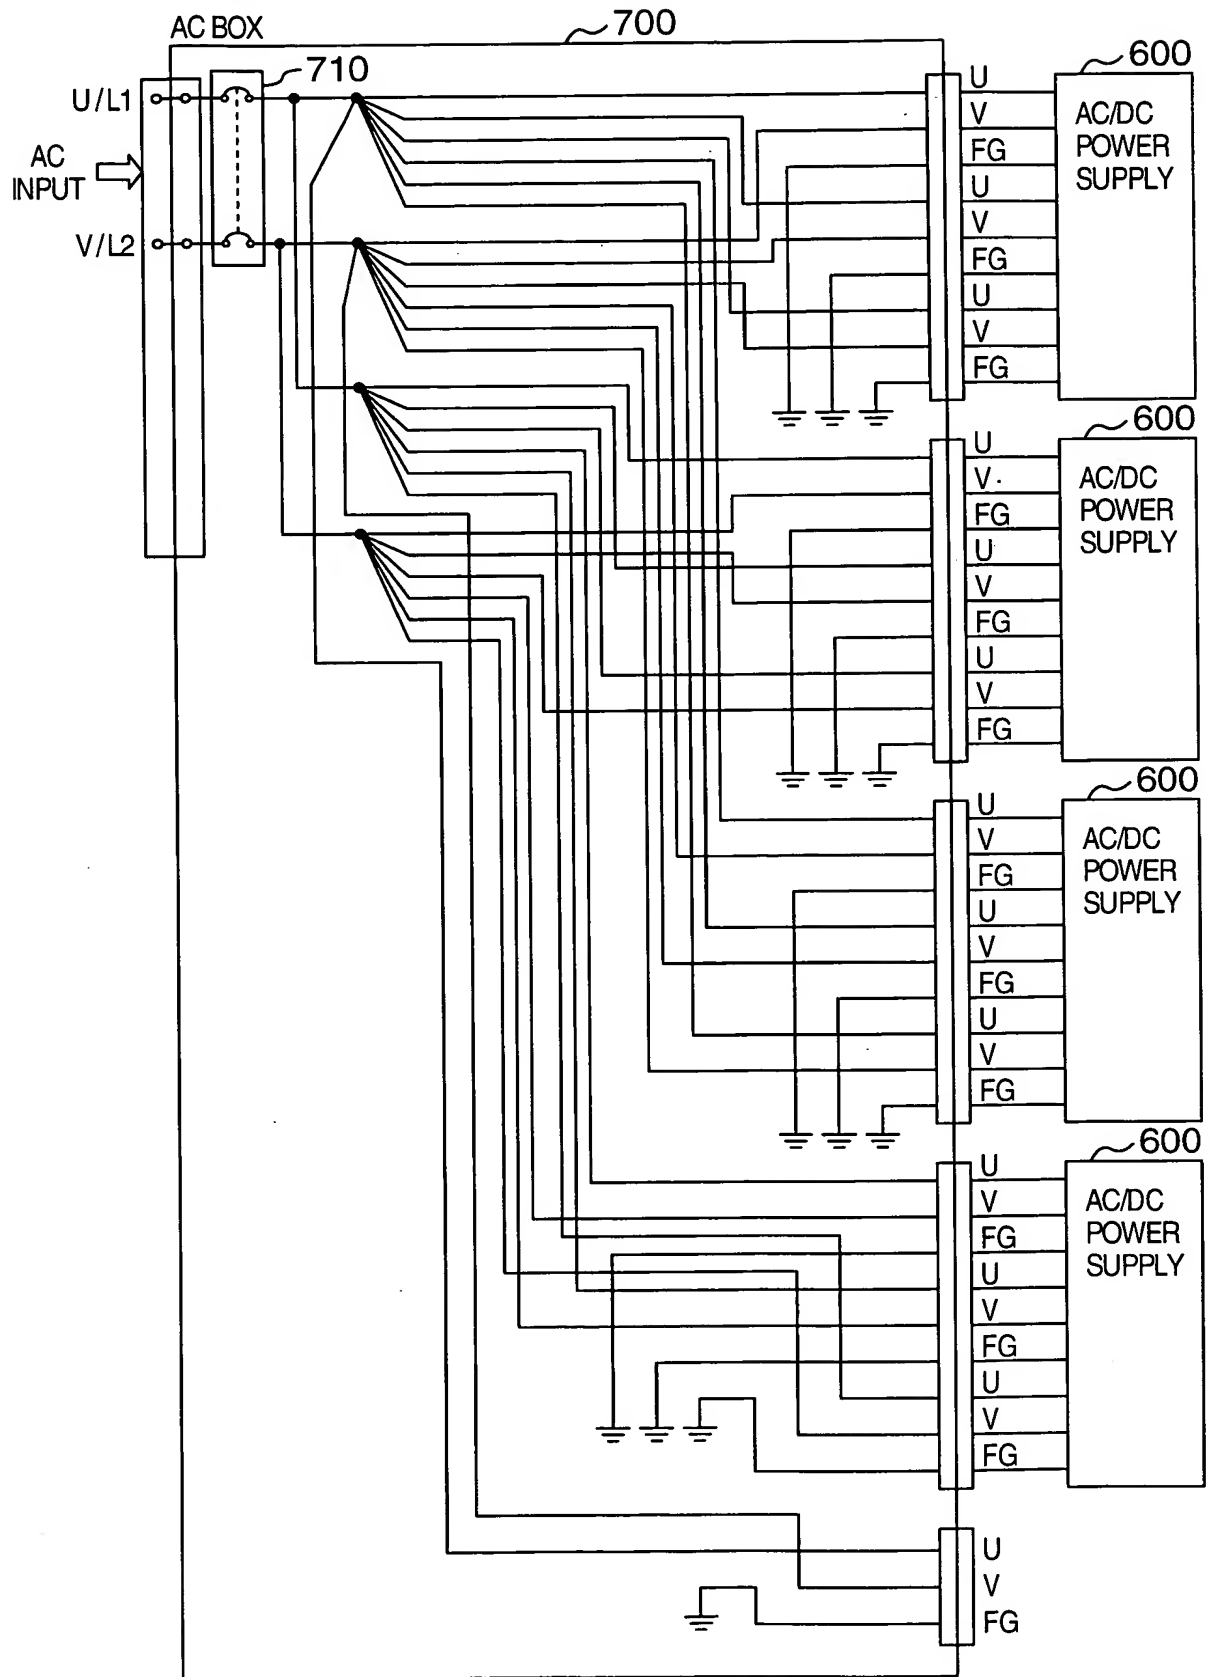 AC BOX
700
710
U/L1
AC
INPUT
V/L2
600
U
V
FG
U
V
FG
U
V
FG
AC/DC
POWER
SUPPLY
600
U
V.
FG
U
V
FG
U
V
FG
AC/DC
POWER
SUPPLY
600
U
V
FG
U
V
FG
U
V
FG
AC/DC
POWER
SUPPLY
600
U
V
FG
U
V
FG
U
V
FG
AC/DC
POWER
SUPPLY
U
V
FG